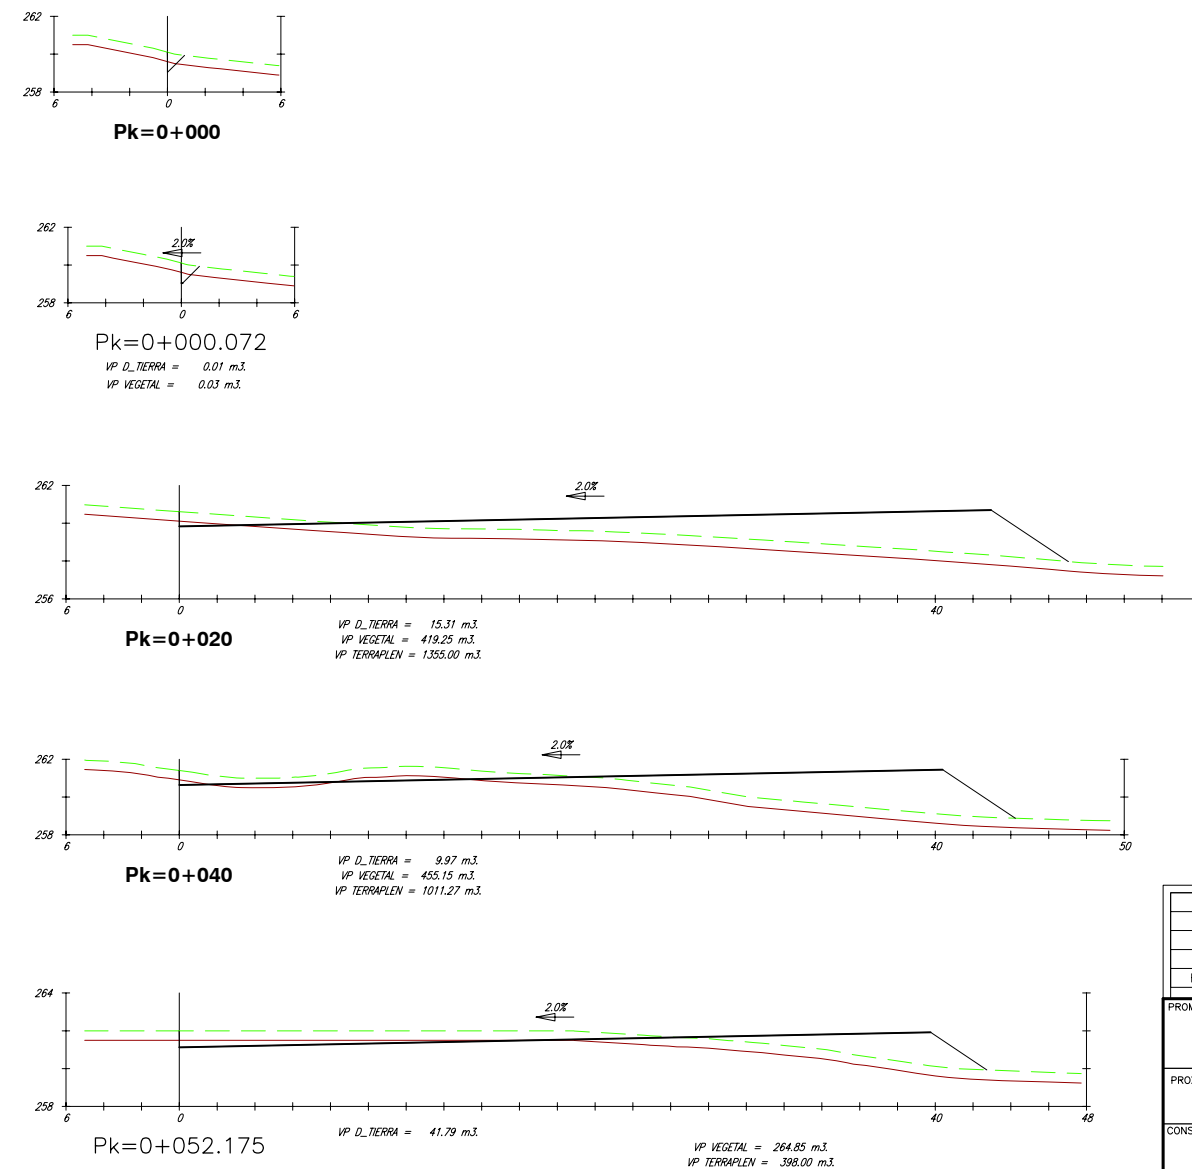 262
258
6 0 6
Pk=0+000
262
2.0%
258
6 0 6
Pk=0+000.072
VP D_TIERRA = 0.01 m3.
VP VEGETAL = 0.03 m3.
262
2.0%
256
6 0 40
Pk=0+020
VP D_TIERRA = 15.31 m3.
VP VEGETAL = 419.25 m3.
VP TERRAPLEN = 1355.00 m3.
262
2.0%
258
6 0 40 50
Pk=0+040
VP D_TIERRA = 9.97 m3.
VP VEGETAL = 455.15 m3.
VP TERRAPLEN = 1011.27 m3.
264
2.0%
258
6 0 40 48
Pk=0+052.175
VP D_TIERRA = 41.79 m3.
VP VEGETAL = 264.85 m3.
VP TERRAPLEN = 398.00 m3.